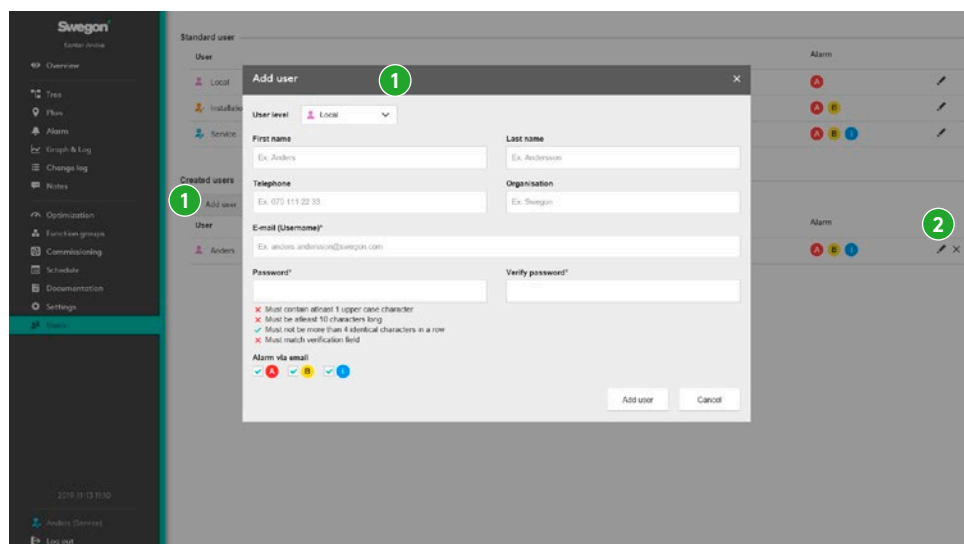 Swegon
Overview
Tree
Plan
Alarm
Graph & Log
Change log
Notes
Optimization
Function groups
Commissioning
Schedule
Documentation
Settings
Users
2019-11-13 11:10
Anders (Service)
Log out
Standard user
User
Alarm
Local
A
Installation
A B
Service
A B I
Created users
1
Add user
User
Alarm
2
Anders
A B I
Add user
1
×
User level
Local
First name
Last name
Ex. Anders
Ex. Andersson
Telephone
Organisation
Ex. 070 111 22 33
Ex. Swegon
E-mail (Username)*
Ex. anders.andersson@swegon.com
Password*
Verify password*
Must contain atleast 1 upper case character
Must be atleast 10 characters long
Must not be more than 4 identical characters in a row
Must match verification field
Alarm via email
A B I
Add user
Cancel